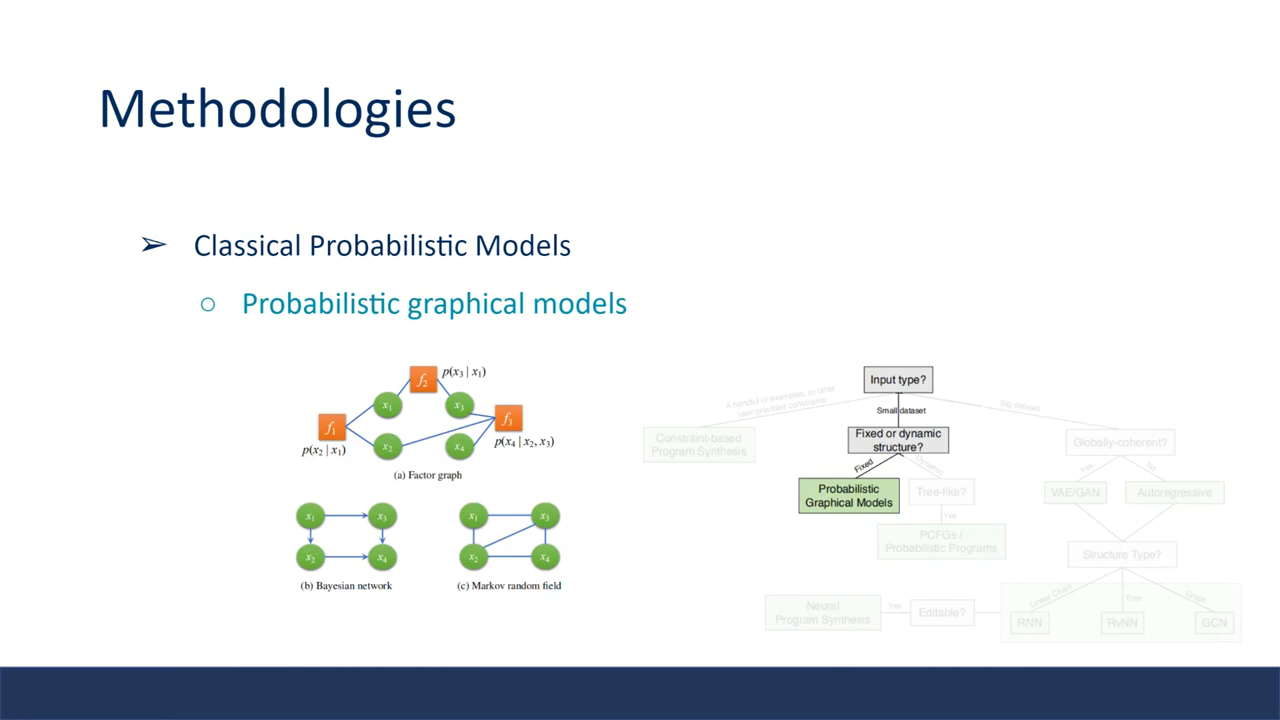 Methodologies
➢ Classical Probabilistic Models
○ Probabilistic graphical models
f2
p(x3 | x1)
x1
x3
f1
f3
p(x2 | x1)
x2
x4
p(x4 | x2, x3)
(a) Factor graph
x1
x3
x2
x4
(b) Bayesian network
x1
x3
x2
x4
(c) Markov random field
Input type?
A handful of examples, or other
user-provided constraints
Small dataset
Big dataset
Constraint-based
Program Synthesis
Fixed or dynamic
structure?
Globally-coherent?
Fixed
Dynamic
Yes
No
Probabilistic
Graphical Models
Tree-like?
VAE/GAN
Autoregressive
Yes
PCFGs /
Probabilistic Programs
Structure Type?
Linear Chain
Tree
Graph
Neural
Program Synthesis
Yes
Editable?
RNN
RvNN
GCN